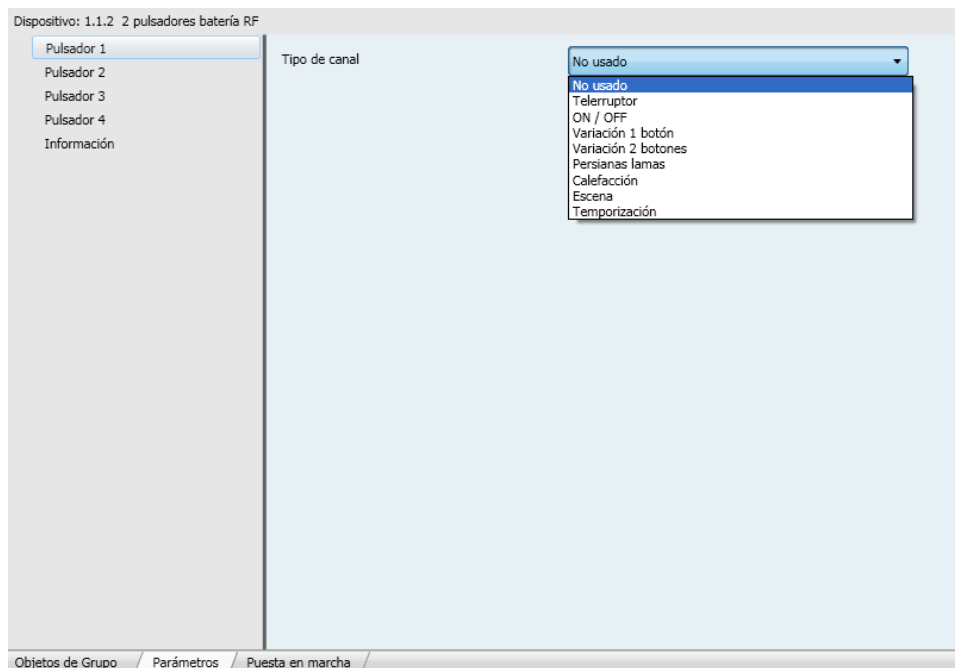 Dispositivo: 1.1.2 2 pulsadores batería RF
Pulsador 1
Pulsador 2
Pulsador 3
Pulsador 4
Información
Tipo de canal
No usado
No usado
Telerruptor
ON / OFF
Variación 1 botón
Variación 2 botones
Persianas lamas
Calefacción
Escena
Temporización
Objetos de Grupo / Parámetros / Puesta en marcha /